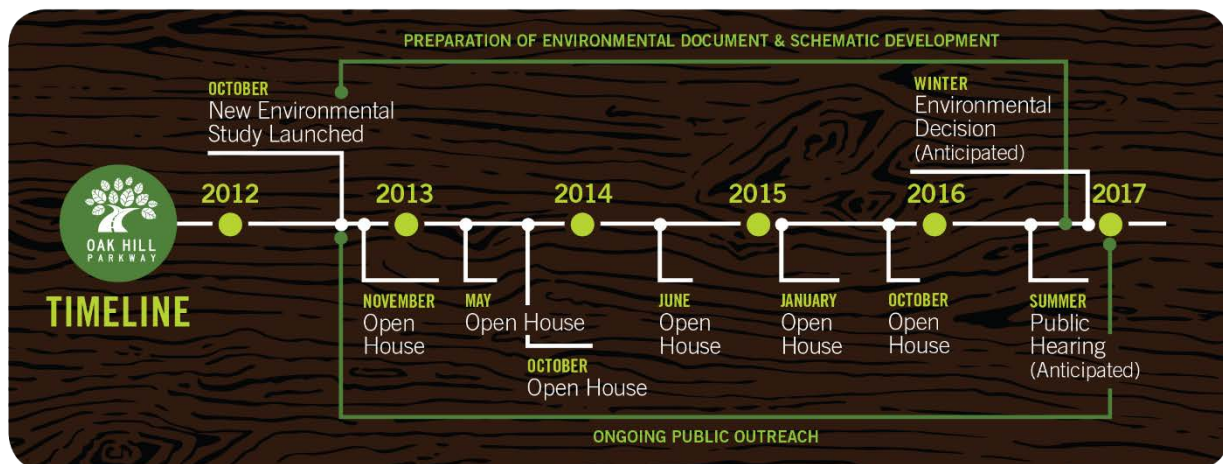 PREPARATION OF ENVIRONMENTAL DOCUMENT & SCHEMATIC DEVELOPMENT
OCTOBER
New Environmental
Study Launched
WINTER
Environmental
Decision
(Anticipated)
2012
2013
2014
2015
2016
2017
OAK HILL
PARKWAY
TIMELINE
NOVEMBER
Open
House
MAY
Open House
OCTOBER
Open House
JUNE
Open
House
JANUARY
Open
House
OCTOBER
Open
House
SUMMER
Public
Hearing
(Anticipated)
ONGOING PUBLIC OUTREACH